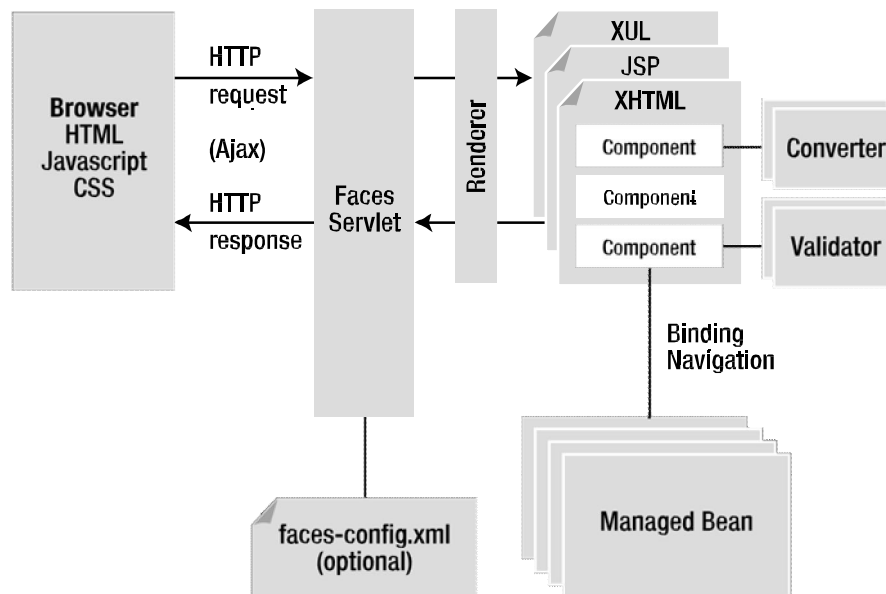 Browser
HTML
Javascript
CSS
HTTP
request
(Ajax)
HTTP
response
Faces
Servlet
Renderer
XUL
JSP
XHTML
Component
Component
Component
Converter
Validator
Binding
Navigation
faces-config.xml
(optional)
Managed Bean